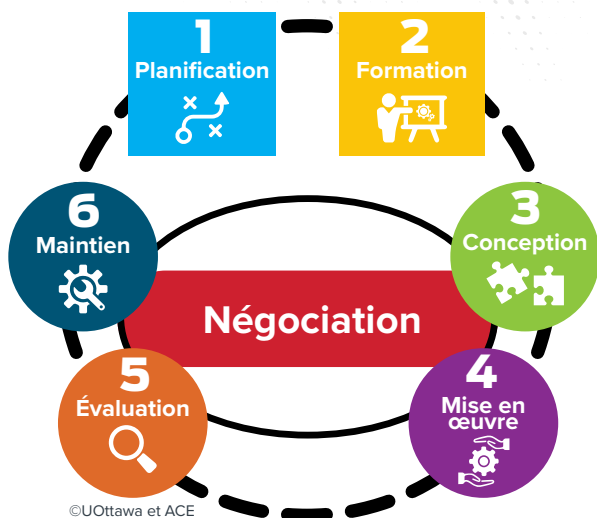 1
Planification
2
Formation
3
Conception
4
Mise en
œuvre
5
Évaluation
6
Maintien
Négociation
©UOttawa et ACE